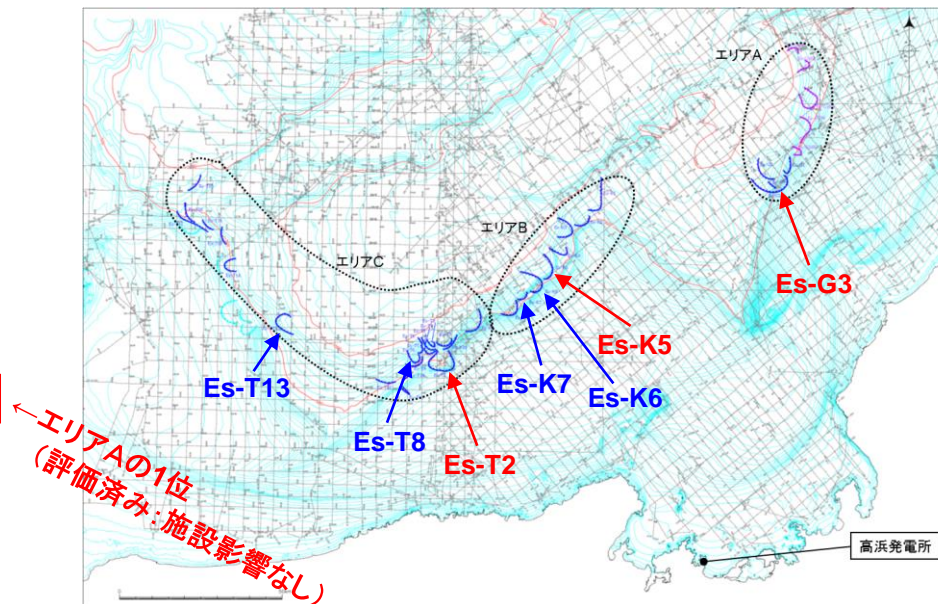 エリアA
エリアB
Es-G3
エリアC
Es-K5
Es-T13
Es-K7
Es-K6
Es-T8
Es-T2
←エリアAの1位
(評価済み:施設影響なし)
高浜発電所